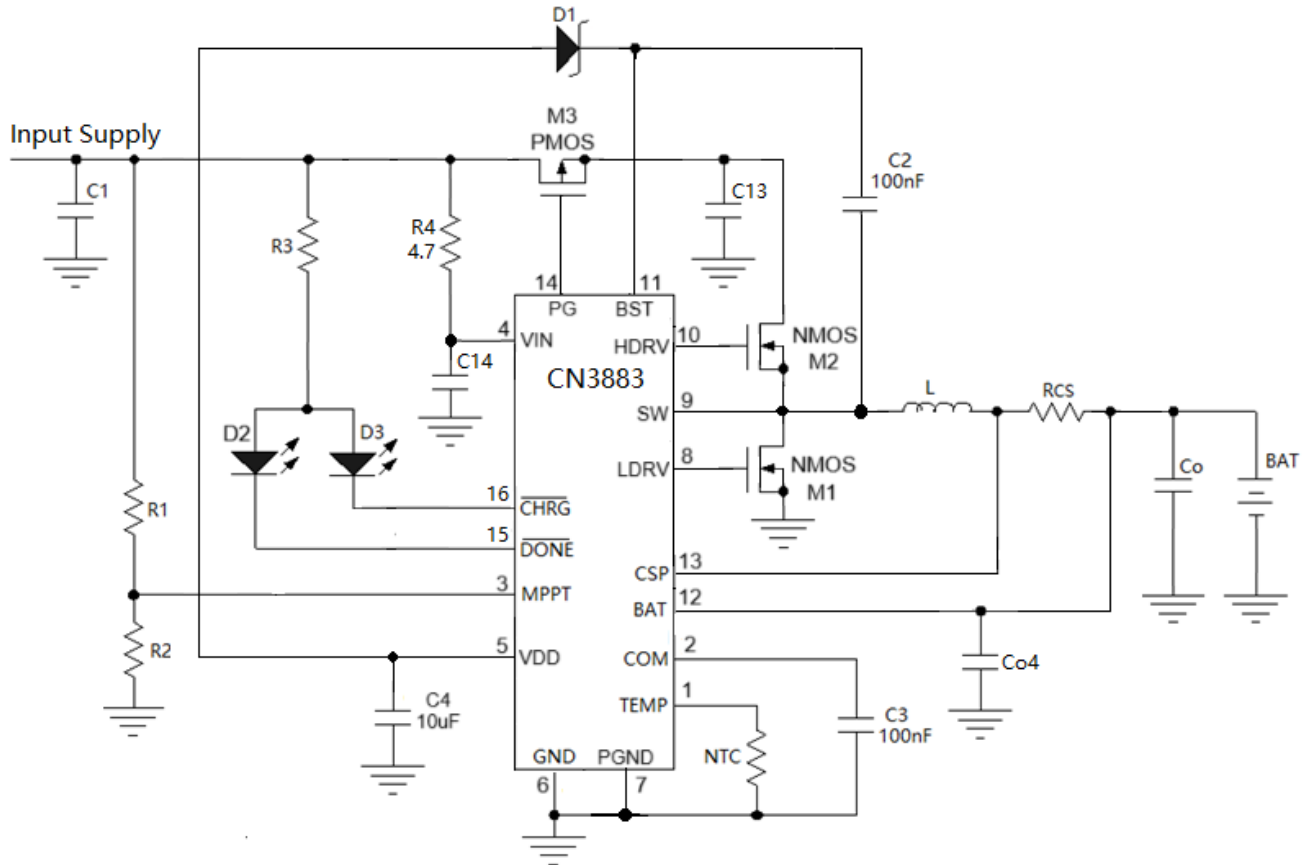 D1
M3
PMOS
Input Supply
C1
C13
C2
100nF
R3
R4
4.7
14
11
PG
BST
4
VIN
10
HDRV
NMOS
M2
C14
CN3883
L
RCS
9
SW
D2
D3
8
LDRV
NMOS
M1
Co
BAT
16
CHRG
R1
15
DONE
13
CSP
3
MPPT
12
BAT
R2
5
VDD
2
COM
Co4
1
TEMP
C4
10uF
C3
100nF
NTC
GND
PGND
6
7